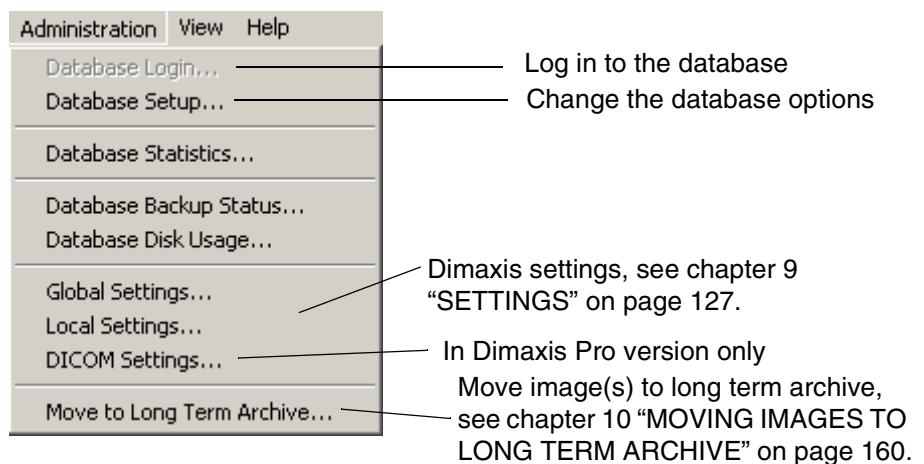 Administration View Help
Database Login...
Log in to the database
Database Setup...
Change the database options
Database Statistics...
Database Backup Status...
Database Disk Usage...
Global Settings...
Local Settings...
DICOM Settings...
Dimaxis settings, see chapter 9
“SETTINGS” on page 127.
In Dimaxis Pro version only
Move to Long Term Archive...
Move image(s) to long term archive,
see chapter 10 “MOVING IMAGES TO
LONG TERM ARCHIVE” on page 160.